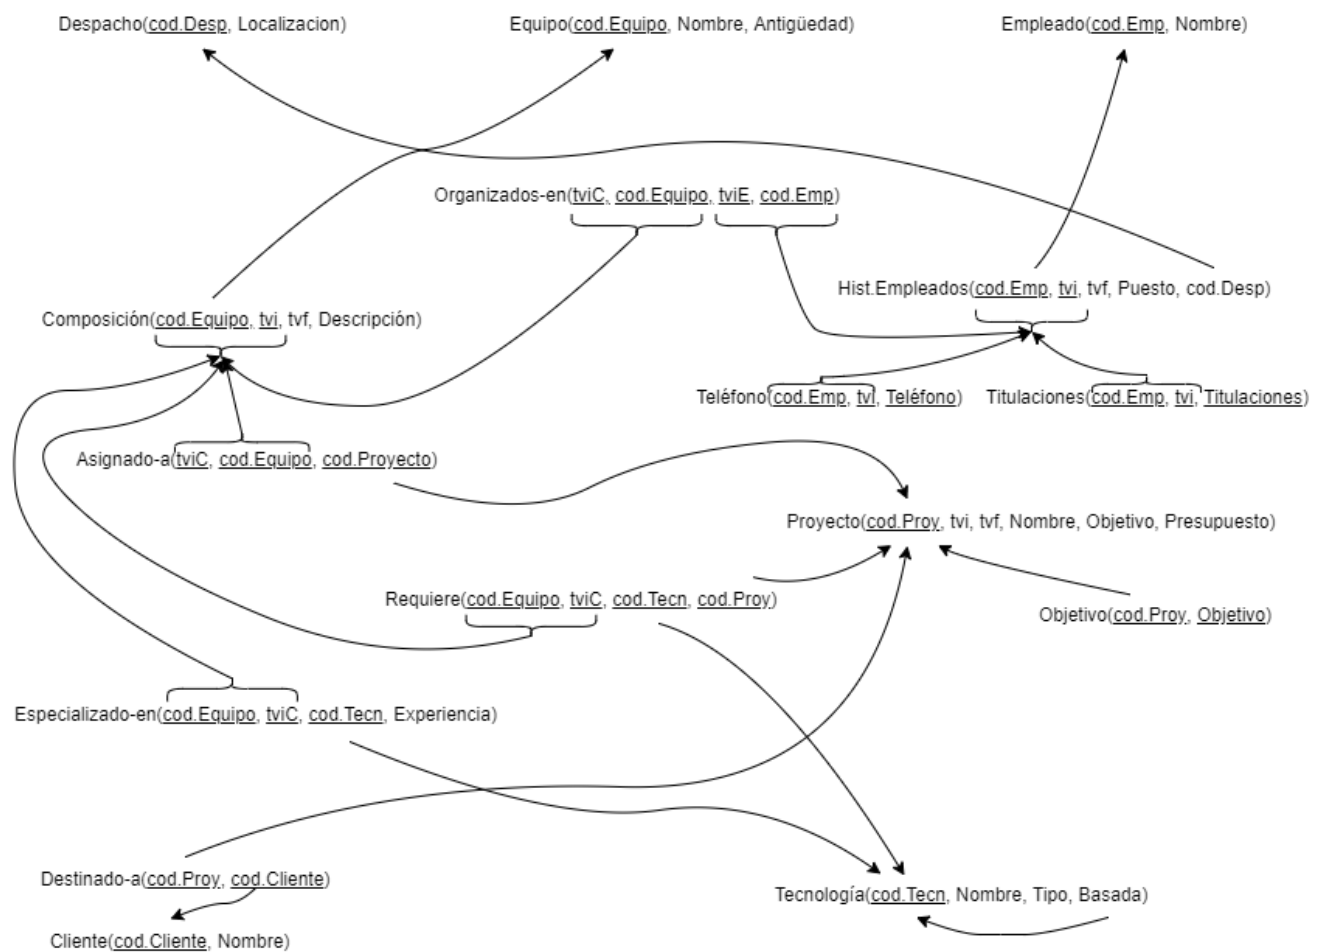 Despacho(cod.Desp, Localizacion)
Equipo(cod.Equipo, Nombre, Antigüedad)
Empleado(cod.Emp, Nombre)
Organizados-en(tviC, cod.Equipo, tviE, cod.Emp)
Hist.Empleados(cod.Emp, tvi, tvf, Puesto, cod.Desp)
Composición(cod.Equipo, tvi, tvf, Descripción)
Teléfono(cod.Emp, tvi, Teléfono)
Titulaciones(cod.Emp, tvi, Titulaciones)
Asignado-a(tviC, cod.Equipo, cod.Proyecto)
Proyecto(cod.Proy, tvi, tvf, Nombre, Objetivo, Presupuesto)
Requiere(cod.Equipo, tviC, cod.Tecn, cod.Proy)
Objetivo(cod.Proy, Objetivo)
Especializado-en(cod.Equipo, tviC, cod.Tecn, Experiencia)
Destinado-a(cod.Proy, cod.Cliente)
Tecnología(cod.Tecn, Nombre, Tipo, Basada)
Cliente(cod.Cliente, Nombre)